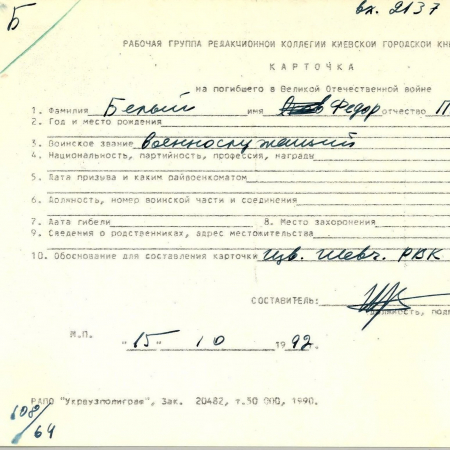 Б
вх. 2137
РАБОЧАЯ ГРУППА РЕДАКЦИОННОЙ КОЛЛЕГИИ КИЕВСКОЙ ГОРОДСКОЙ КН
КАРТОЧКА
на погибшего в Великой Отечественной войне
1. Фамилия Белый имя Федор отчество П
2. Год и место рождения
3. Воинское звание военнослужащий
4. Национальность, партийность, профессия, награды
5. Дата призыва и каким райвоенкоматом
6. Должность, номер воинской части и соединения
7. Дата гибели 8. Место захоронения
9. Сведения о родственниках, адрес местожительства
10. Обоснование для составления карточки изв. Шевч. РВК
СОСТАВИТЕЛЬ:
должность, под
М.П.
"15" 10 1992
РАПО "Укрвузполиграф", Зак. 20482, т.50 000, 1990.
108/64